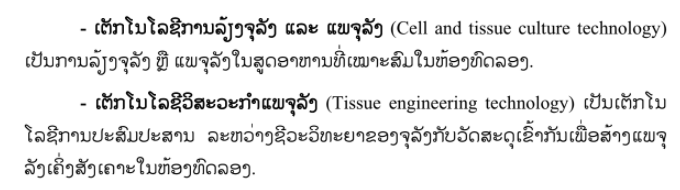 - ເຕັກໂນໂລຊີການລ້ຽງຈຸລັງ ແລະ ແພຈຸລັງ (Cell and tissue culture technology)
ເປັນການລ້ຽງຈຸລັງ ຫຼື ແພຈຸລັງໃນສູດອາຫານທີ່ເໝາະສົມໃນຫ້ອງທົດລອງ.
- ເຕັກໂນໂລຊີວິສະວະກຳແພຈຸລັງ (Tissue engineering technology) ເປັນເຕັກໂນ
ໂລຊີການປະສົມປະສານ ລະຫວ່າງຊີວະວິທະຍາຂອງຈຸລັງກັບວັດສະດຸເຂົ້າກັນເພື່ອສ້າງແພຈຸ
ລັງເຄິ່ງສັງເຄາະໃນຫ້ອງທົດລອງ.